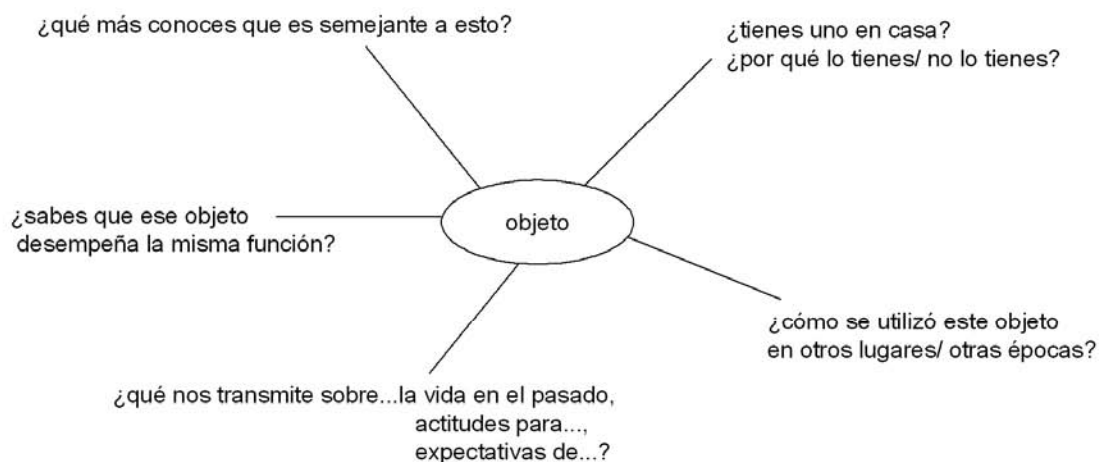 ¿qué más conoces que es semejante a esto?
¿tienes uno en casa?
¿por qué lo tienes/ no lo tienes?
¿sabes que ese objeto
desempeña la misma función?
objeto
¿cómo se utilizó este objeto
en otros lugares/ otras épocas?
¿qué nos transmite sobre...la vida en el pasado,
actitudes para...,
expectativas de...?